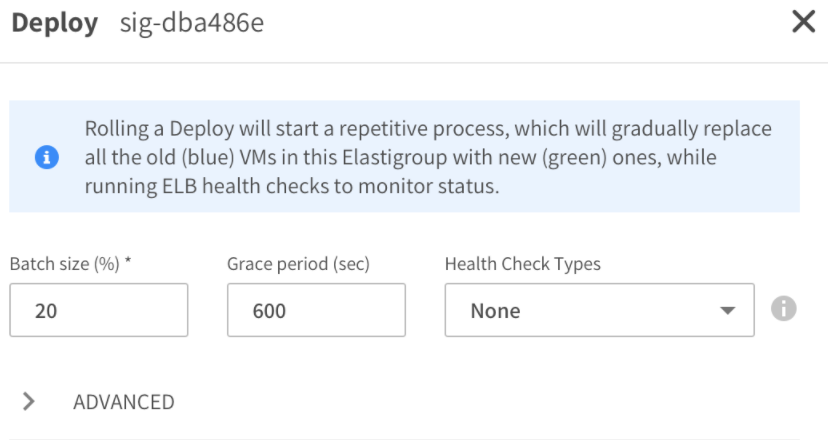 Deploy sig-dba486e
Rolling a Deploy will start a repetitive process, which will gradually replace
all the old (blue) VMs in this Elastigroup with new (green) ones, while
running ELB health checks to monitor status.
Batch size (%) * Grace period (sec) Health Check Types
20 600 None
ADVANCED